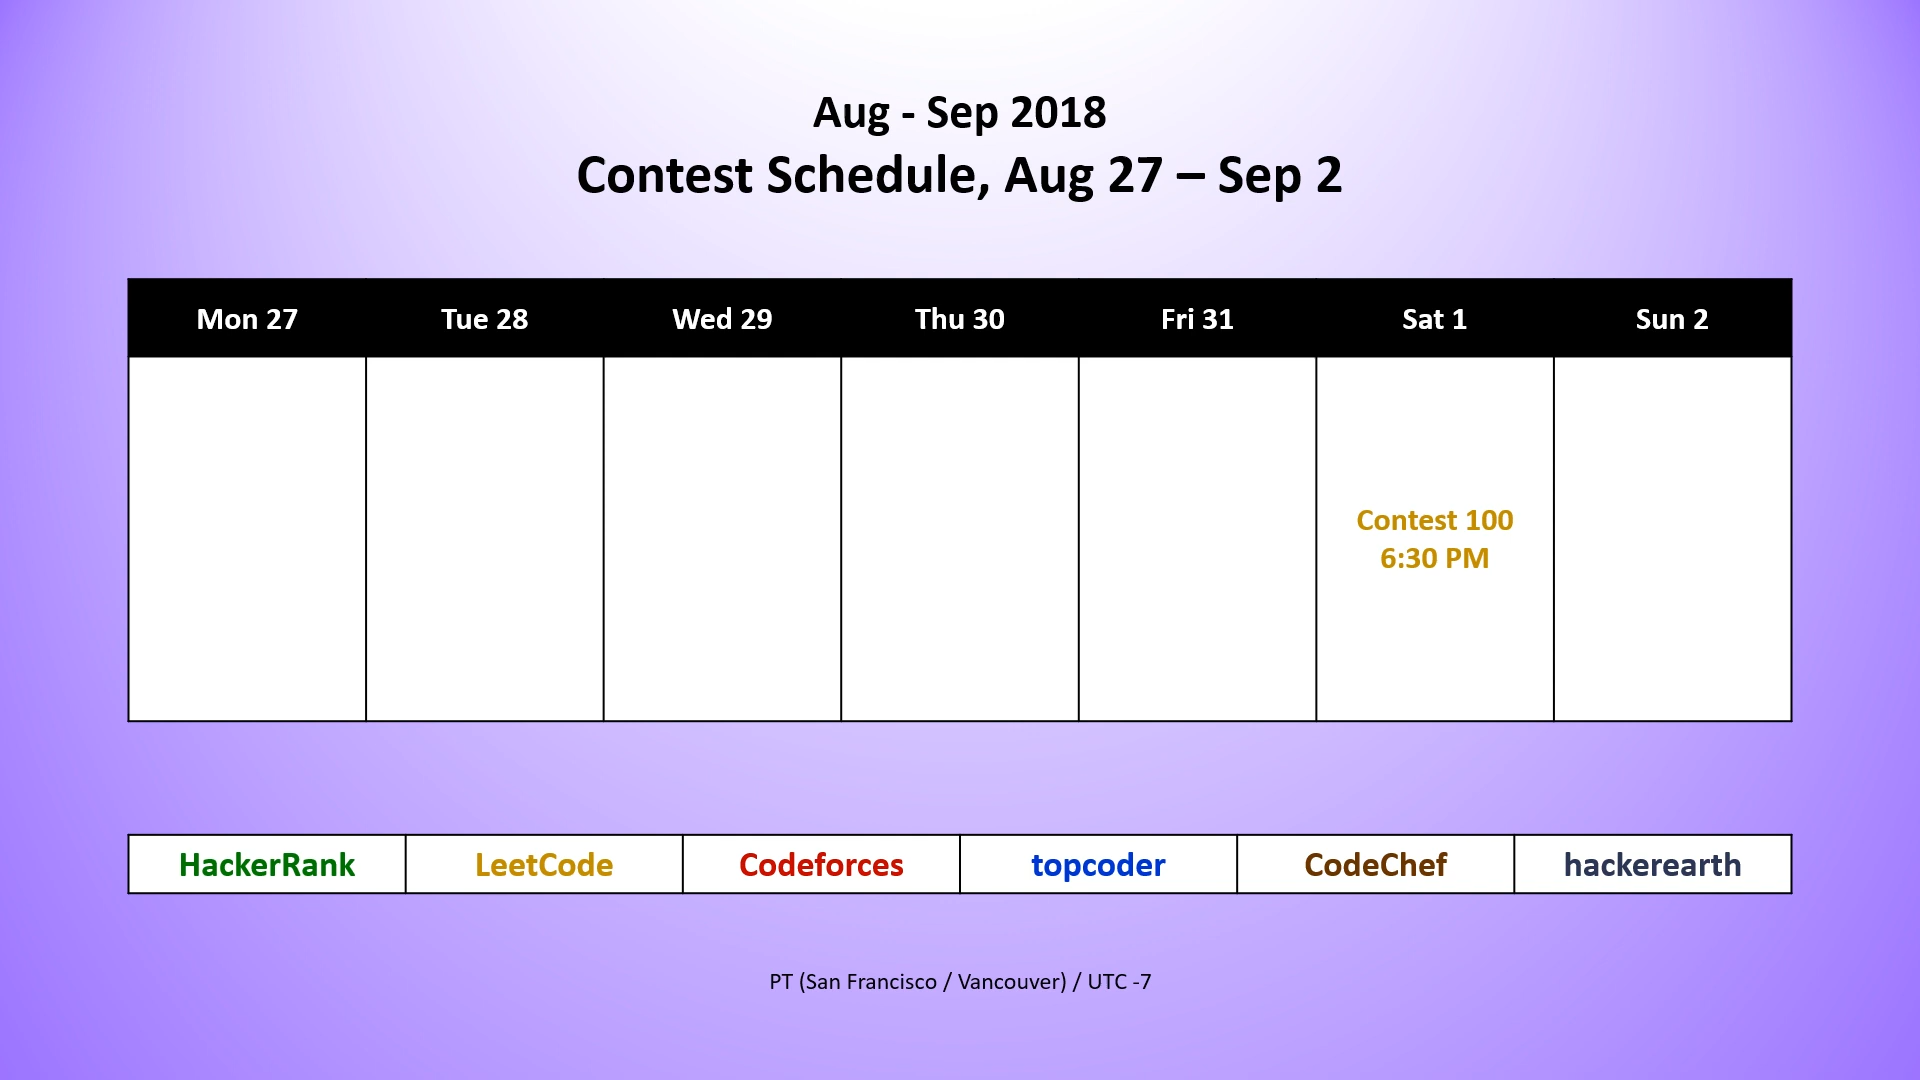 Aug - Sep 2018
Contest Schedule, Aug 27 – Sep 2
Mon 27 Tue 28 Wed 29 Thu 30 Fri 31 Sat 1 Sun 2
Contest 100
6:30 PM
HackerRank LeetCode Codeforces topcoder CodeChef hackerearth
PT (San Francisco / Vancouver) / UTC -7